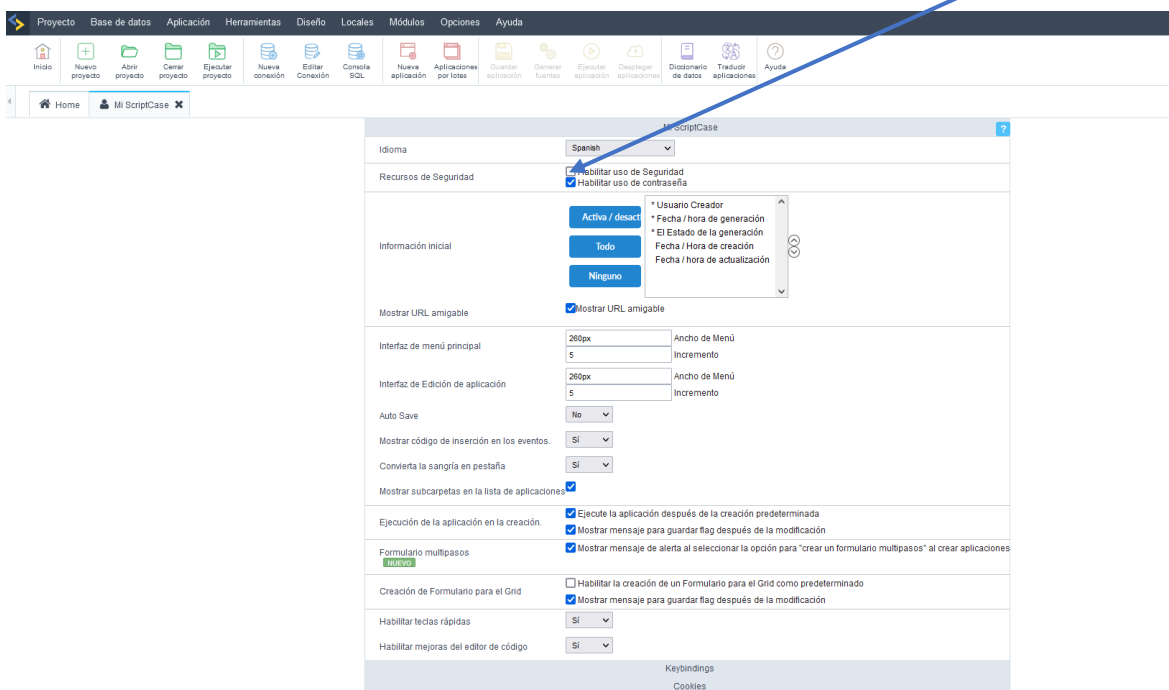 Proyecto Base de datos Aplicación Herramientas Diseño Locales Módulos Opciones Ayuda
Inicio Nuevo proyecto Abrir proyecto Cerrar proyecto Ejecutar proyecto Nueva conexión Editar Conexión Consola SQL Nueva aplicación Aplicaciones por lotes Guardar aplicación Generar fuentes Ejecutar aplicación Desplegar aplicaciones Diccionario de datos Traducir aplicaciones Ayuda
Home Mi ScriptCase
Mi ScriptCase ?
Idioma Spanish
Recursos de Seguridad Habilitar uso de Seguridad
Habilitar uso de contraseña
Información inicial
Activa / desacti
Todo
Ninguno
* Usuario Creador
* Fecha / hora de generación
* El Estado de la generación
Fecha / Hora de creación
Fecha / hora de actualización
Mostrar URL amigable Mostrar URL amigable
Interfaz de menú principal
260px Ancho de Menú
5 Incremento
Interfaz de Edición de aplicación
260px Ancho de Menú
5 Incremento
Auto Save No
Mostrar código de inserción en los eventos. Sí
Convierta la sangría en pestaña Sí
Mostrar subcarpetas en la lista de aplicaciones
Ejecución de la aplicación en la creación.
Ejecute la aplicación después de la creación predeterminada
Mostrar mensaje para guardar flag después de la modificación
Formulario multipasos
NUEVO
Mostrar mensaje de alerta al seleccionar la opción para "crear un formulario multipasos" al crear aplicaciones
Creación de Formulario para el Grid
Habilitar la creación de un Formulario para el Grid como predeterminado
Mostrar mensaje para guardar flag después de la modificación
Habilitar teclas rápidas Sí
Habilitar mejoras del editor de código Sí
Keybindings
Cookies